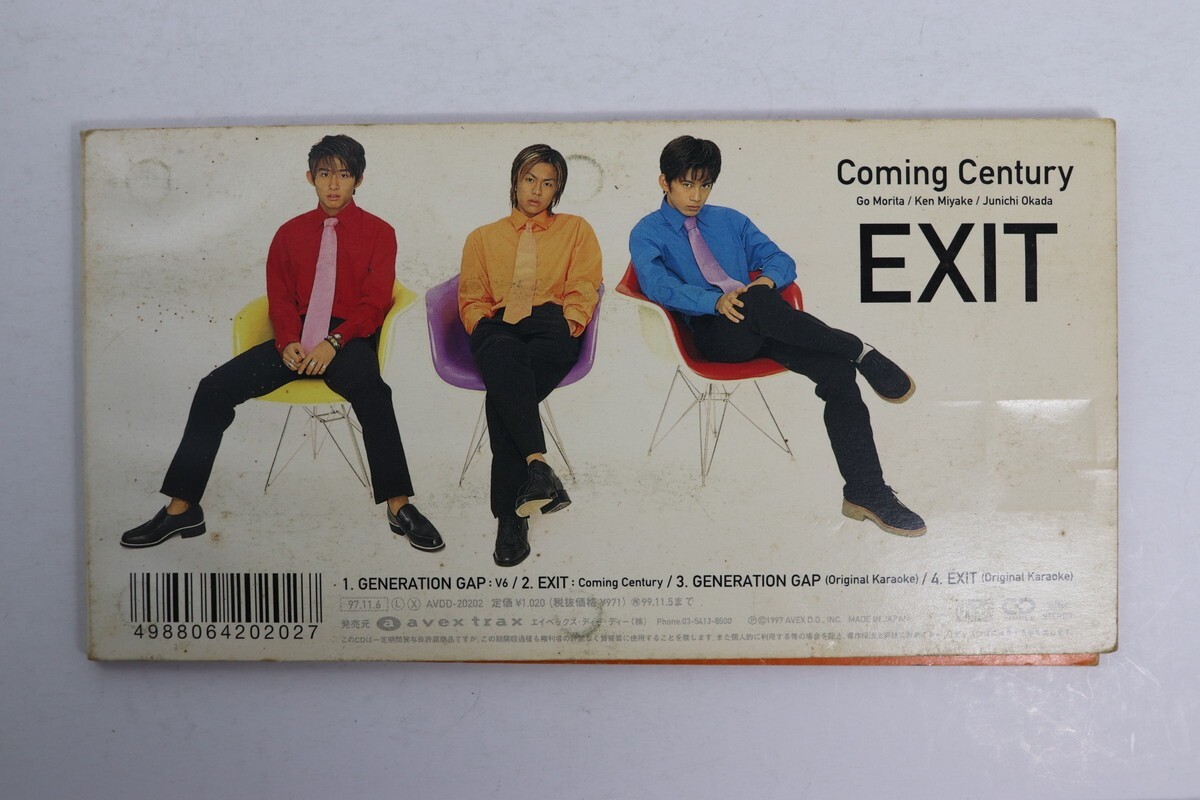 Coming Century
Go Morita / Ken Miyake / Junichi Okada
EXIT
1. GENERATION GAP : V6 / 2. EXIT : Coming Century / 3. GENERATION GAP (Original Karaoke) / 4. EXIT (Original Karaoke)
97.11.6 Ⓛ Ⓧ AVDD-20202 定価 ¥1,020 (税抜価格 ¥971) 99.11.5まで
発売元 a avex trax エイベックス・ディー・ディー(株) Phone.03-5413-8500 ⓅⒸ1997 AVEX D.D., INC. MADE IN JAPAN
4988064202027